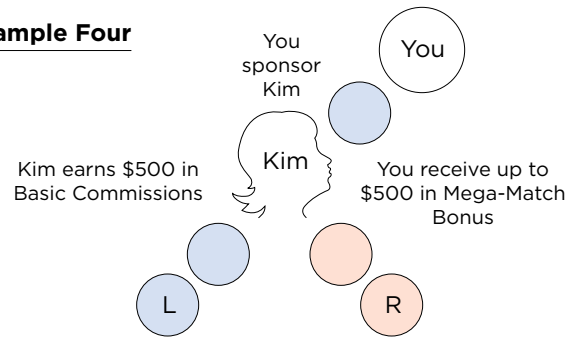 ample Four
You
sponsor
Kim
You
Kim
Kim earns $500 in
Basic Commissions
You receive up to
$500 in Mega-Match
Bonus
L
R